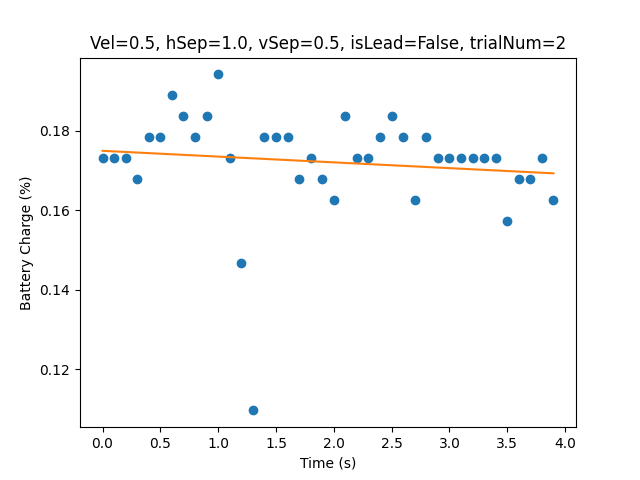 Vel=0.5, hSep=1.0, vSep=0.5, isLead=False, trialNum=2
Battery Charge (%)
0.18
0.16
0.14
0.12
0.0 0.5 1.0 1.5 2.0 2.5 3.0 3.5 4.0
Time (s)